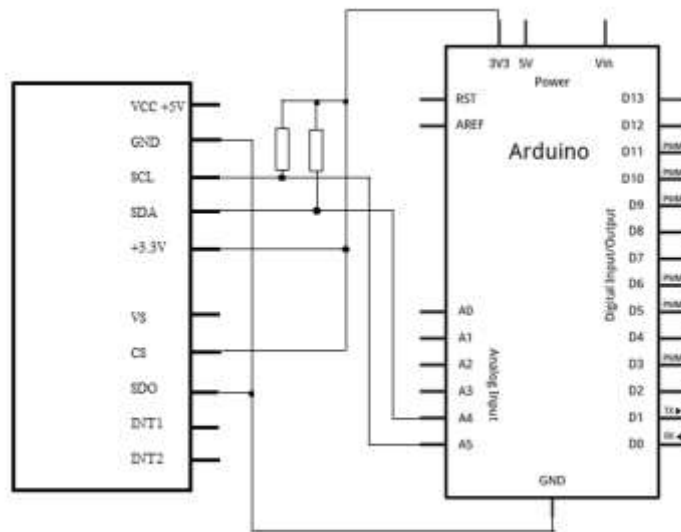 VCC +5V
GND
SCL
SDA
+3.3V
VS
CS
SDO
INT1
INT2
3V3 5V Vin
Power
RST
AREF
Arduino
A0
A1
A2
A3
A4
A5
Analog Input
Digital Input/Output
D13
D12
D11 PWM
D10 PWM
D9 PWM
D8
D7
D6 PWM
D5 PWM
D4
D3 PWM
D2
D1 TX
D0 RX
GND